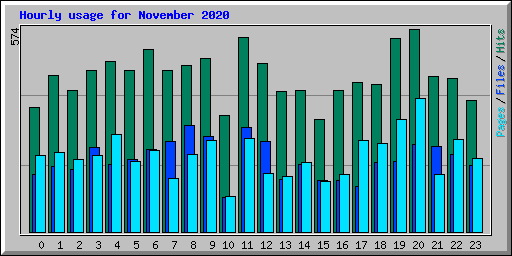 Hourly usage for November 2020
574
Pages/Files/Hits
0 1 2 3 4 5 6 7 8 9 10 11 12 13 14 15 16 17 18 19 20 21 22 23